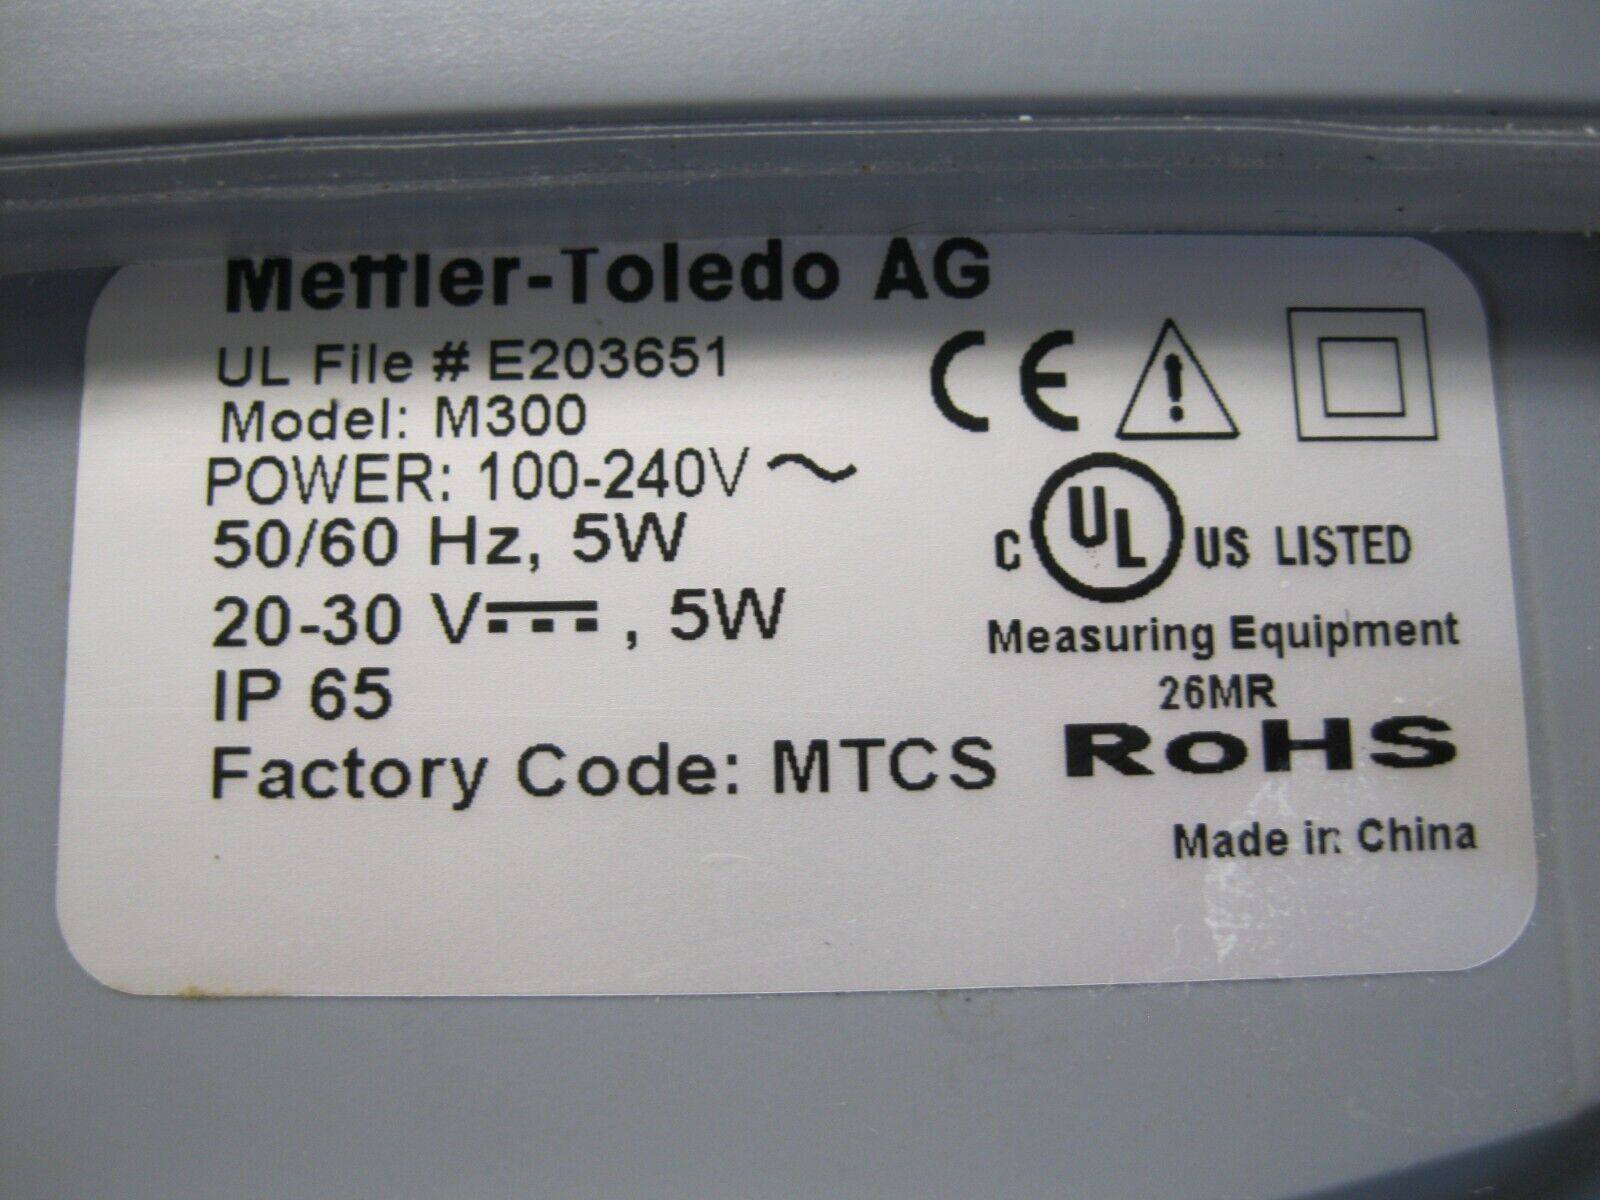 Mettler-Toledo AG
UL File # E203651
Model: M300
POWER: 100-240V ~
50/60 Hz, 5W
20-30 V⎓, 5W
IP 65
Factory Code: MTCS
CE
C UL US LISTED
Measuring Equipment
26MR
RoHS
Made in China